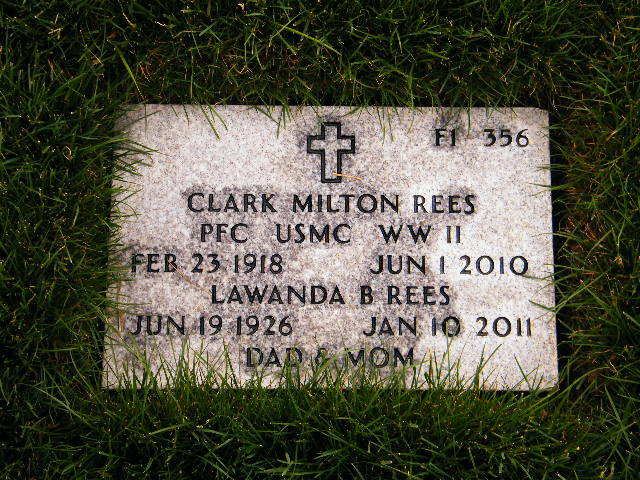 F1 356
CLARK MILTON REES
PFC USMC WW II
FEB 23 1918 JUN 1 2010
LAWANDA B REES
JUN 19 1926 JAN 10 2011
DAD & MOM